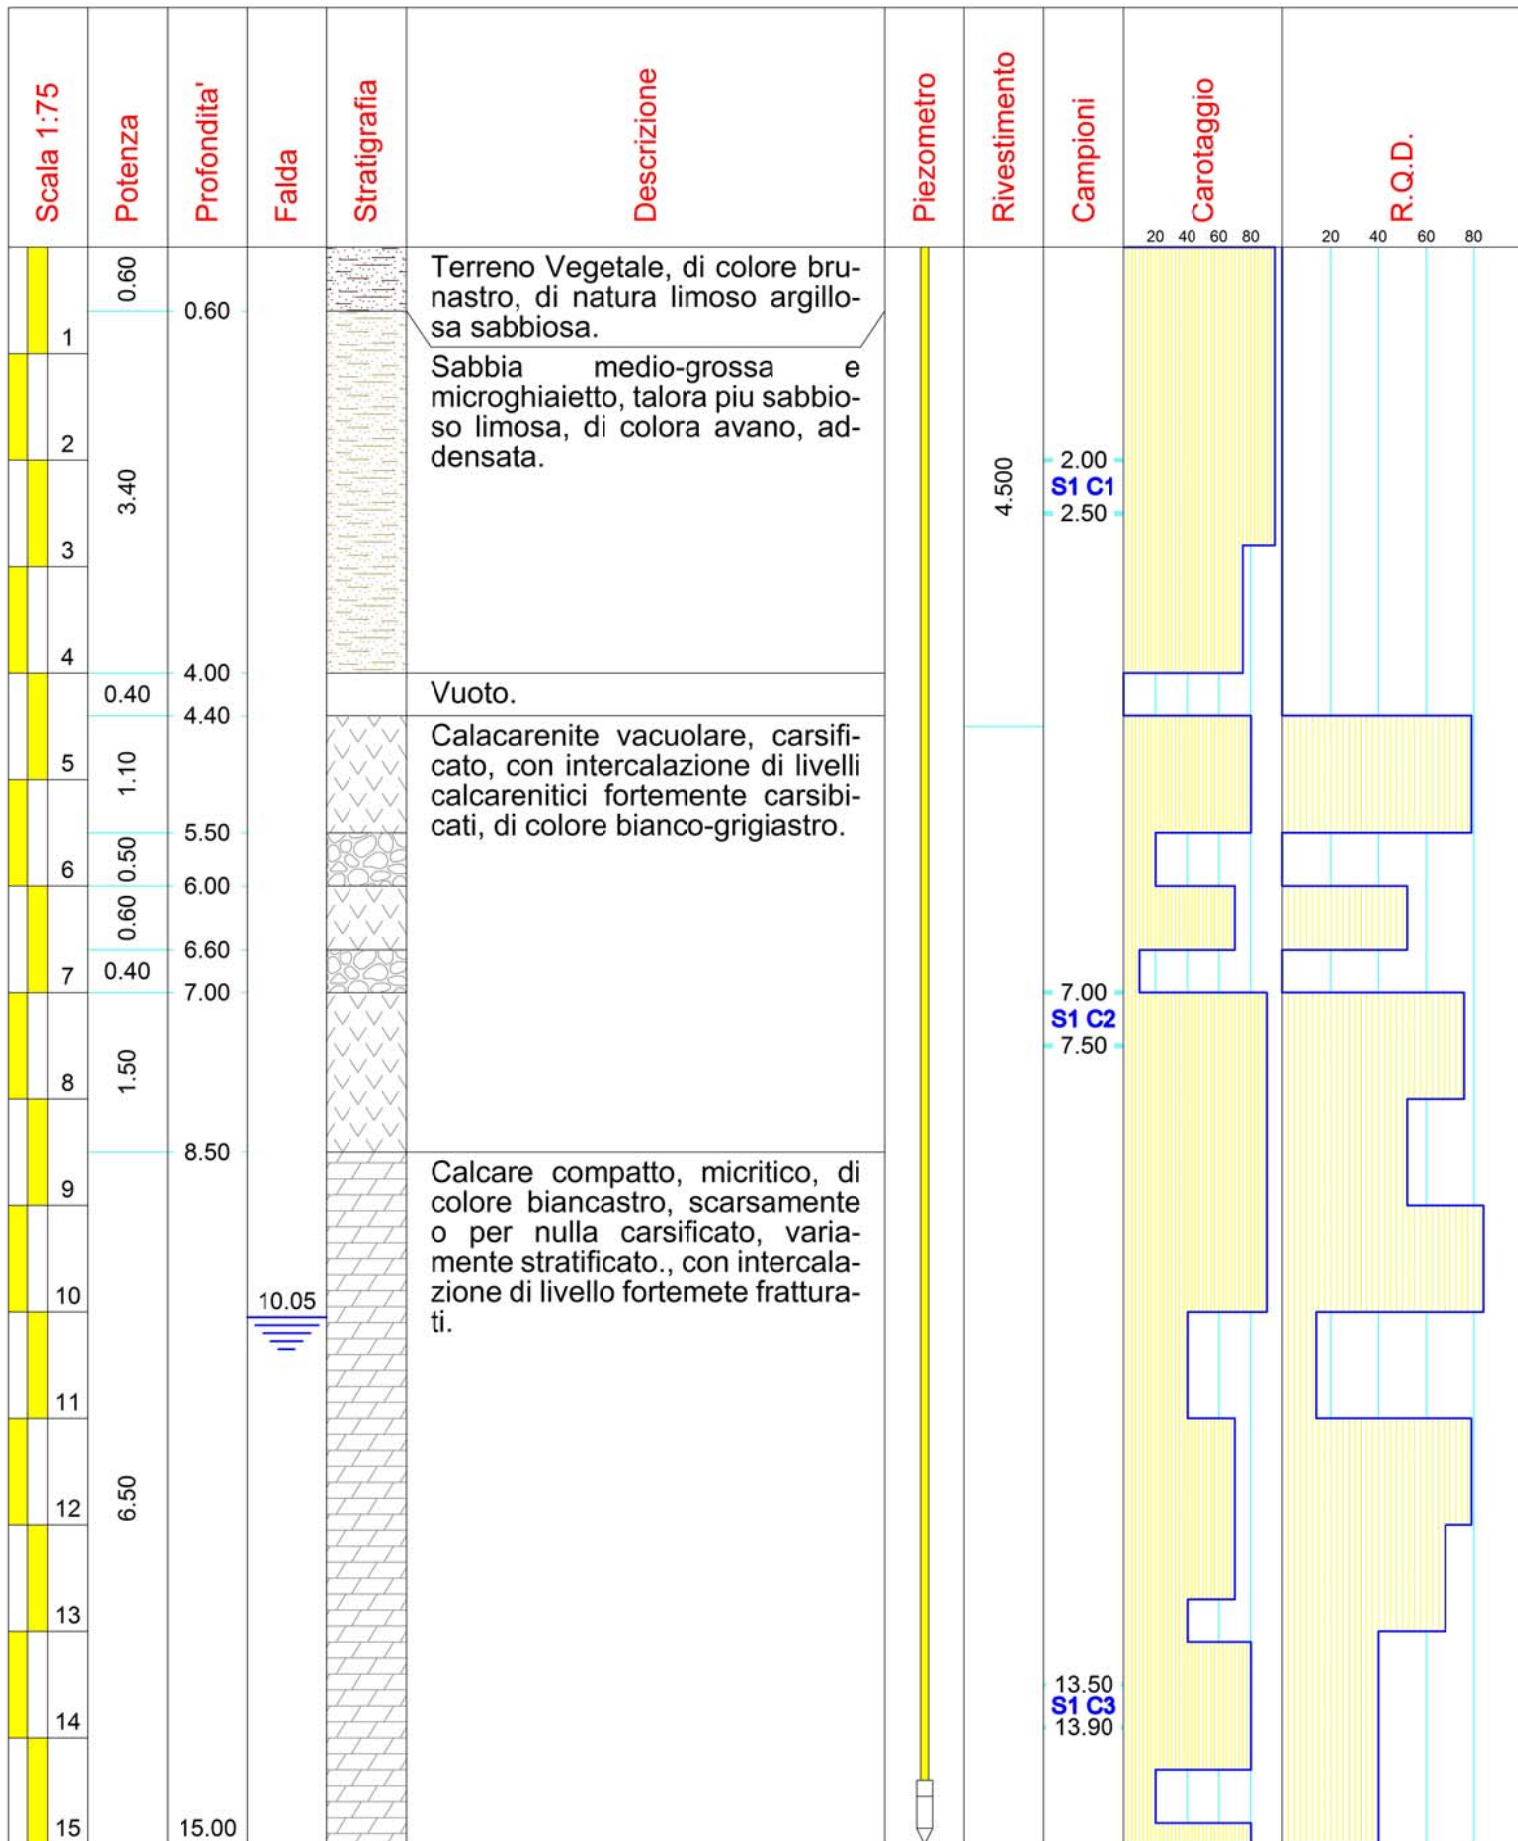 Scala 1:75
Potenza
Profondita'
Falda
Stratigrafia
Descrizione
Piezometro
Rivestimento
Campioni
Carotaggio
R.Q.D.
20 40 60 80
20 40 60 80
0.60
0.60
Terreno Vegetale, di colore bru-
nastro, di natura limoso argillo-
sa sabbiosa.
1
Sabbia medio-grossa e
microghiaietto, talora piu sabbio-
so limosa, di colora avano, ad-
densata.
2
3.40
4.500
2.00
S1 C1
2.50
3
4
4.00
0.40
Vuoto.
4.40
Calacarenite vacuolare, carsifi-
cato, con intercalazione di livelli
calcarenitici fortemente carsibi-
cati, di colore bianco-grigiastro.
5
1.10
5.50
0.50
6
6.00
0.60
6.60
7
0.40
7.00
7.00
S1 C2
7.50
1.50
8
8.50
Calcare compatto, micritico, di
colore biancastro, scarsamente
o per nulla carsificato, varia-
mente stratificato., con intercala-
zione di livello fortemete frattura-
ti.
9
10
10.05
11
12
6.50
13
13.50
S1 C3
13.90
14
15
15.00